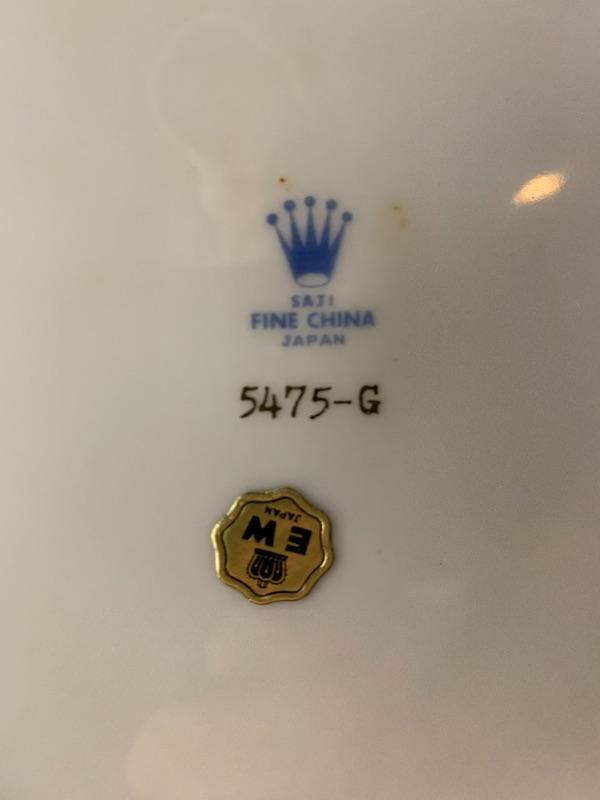 SAJI
FINE CHINA
JAPAN
5475-G
E W
JAPAN